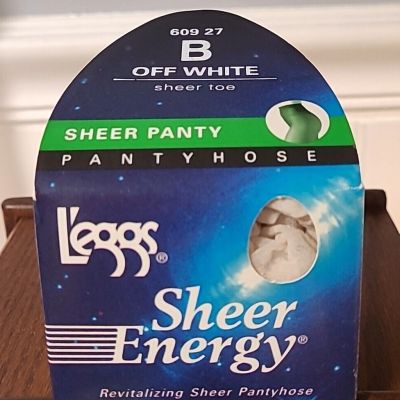 609 27
B
OFF WHITE
sheer toe
SHEER PANTY
PANTYHOSE
L'eggs®
Sheer
Energy®
Revitalizing Sheer Pantyhose